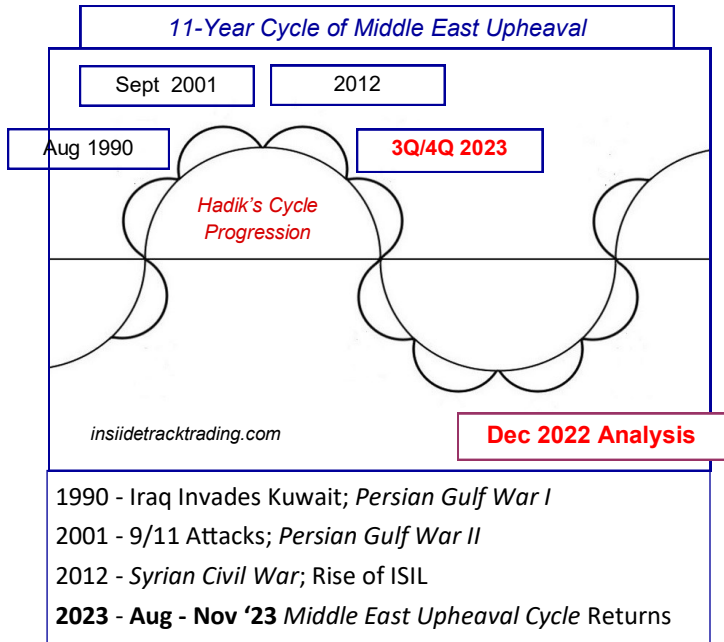 11-Year Cycle of Middle East Upheaval
Sept 2001
2012
Aug 1990
3Q/4Q 2023
Hadik's Cycle
Progression
insiidetracktrading.com
Dec 2022 Analysis
1990 - Iraq Invades Kuwait; Persian Gulf War I
2001 - 9/11 Attacks; Persian Gulf War II
2012 - Syrian Civil War; Rise of ISIL
2023 - Aug - Nov ‘23 Middle East Upheaval Cycle Returns